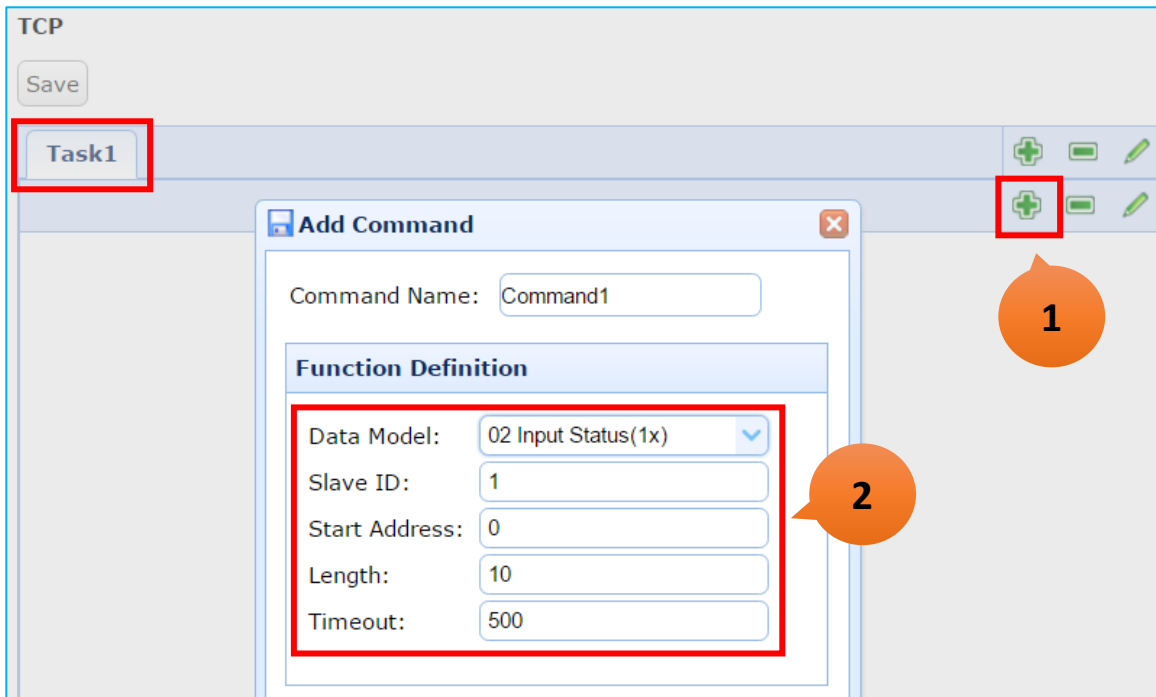 TCP
Save
Task1
Add Command
Command Name: Command1
1
Function Definition
Data Model: 02 Input Status(1x)
Slave ID: 1
2
Start Address: 0
Length: 10
Timeout: 500